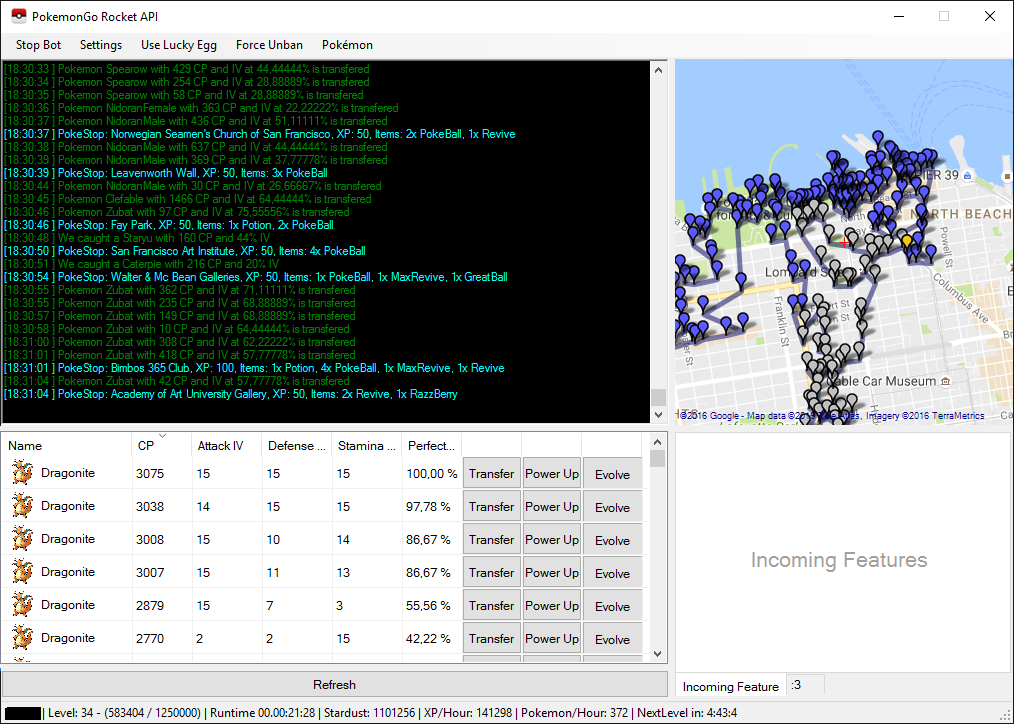 PokemonGo Rocket API
Stop Bot Settings Use Lucky Egg Force Unban Pokémon
[18:30:33 ] Pokemon Spearow with 429 CP and IV at 44,44444% is transfered
[18:30:34 ] Pokemon Spearow with 254 CP and IV at 28,88889% is transfered
[18:30:35 ] Pokemon Spearow with 58 CP and IV at 28,88889% is transfered
[18:30:36 ] Pokemon NidoranFemale with 363 CP and IV at 22,22222% is transfered
[18:30:37 ] Pokemon NidoranMale with 436 CP and IV at 51,11111% is transfered
[18:30:37 ] PokeStop: Norwegian Seamen's Church of San Francisco, XP: 50, Items: 2x PokeBall, 1x Revive
[18:30:38 ] Pokemon NidoranMale with 637 CP and IV at 44,44444% is transfered
[18:30:39 ] Pokemon NidoranMale with 369 CP and IV at 37,77778% is transfered
[18:30:39 ] PokeStop: Leavenworth Wall, XP: 50, Items: 3x PokeBall
[18:30:44 ] Pokemon NidoranMale with 30 CP and IV at 26,66667% is transfered
[18:30:45 ] Pokemon Clefable with 1466 CP and IV at 64,44444% is transfered
[18:30:46 ] Pokemon Zubat with 97 CP and IV at 75,55556% is transfered
[18:30:46 ] PokeStop: Fay Park, XP: 50, Items: 1x Potion, 2x PokeBall
[18:30:48 ] We caught a Staryu with 160 CP and 44% IV
[18:30:50 ] PokeStop: San Francisco Art Institute, XP: 50, Items: 4x PokeBall
[18:30:51 ] We caught a Caterpie with 216 CP and 20% IV
[18:30:54 ] PokeStop: Walter & Mc Bean Galleries, XP: 50, Items: 1x PokeBall, 1x MaxRevive, 1x GreatBall
[18:30:55 ] Pokemon Zubat with 362 CP and IV at 71,11111% is transfered
[18:30:55 ] Pokemon Zubat with 235 CP and IV at 68,88889% is transfered
[18:30:57 ] Pokemon Zubat with 149 CP and IV at 68,88889% is transfered
[18:30:58 ] Pokemon Zubat with 10 CP and IV at 64,44444% is transfered
[18:31:00 ] Pokemon Zubat with 308 CP and IV at 62,22222% is transfered
[18:31:01 ] Pokemon Zubat with 418 CP and IV at 57,77778% is transfered
[18:31:01 ] PokeStop: Bimbos 365 Club, XP: 100, Items: 1x Potion, 4x PokeBall, 1x MaxRevive, 1x Revive
[18:31:04 ] Pokemon Zubat with 42 CP and IV at 57,77778% is transfered
[18:31:04 ] PokeStop: Academy of Art University Gallery, XP: 50, Items: 2x Revive, 1x RazzBerry
PIER 39
NORTH BEACH
Powell St
Columbus Ave
Franklin St
Cable Car Museum
©2016 Google - Map data ©2016 Tele Atlas, Imagery ©2016 TerraMetrics
Name CP Attack IV Defense ... Stamina ... Perfect...
Dragonite 3075 15 15 15 100,00 % Transfer Power Up Evolve
Dragonite 3038 14 15 15 97,78 % Transfer Power Up Evolve
Dragonite 3008 15 10 14 86,67 % Transfer Power Up Evolve
Dragonite 3007 15 11 13 86,67 % Transfer Power Up Evolve
Dragonite 2879 15 7 3 55,56 % Transfer Power Up Evolve
Dragonite 2770 2 2 15 42,22 % Transfer Power Up Evolve
Refresh
Incoming Features
Incoming Feature :3
| Level: 34 - (583404 / 1250000) | Runtime 00.00:21:28 | Stardust: 1101256 | XP/Hour: 141298 | Pokemon/Hour: 372 | NextLevel in: 4:43:4